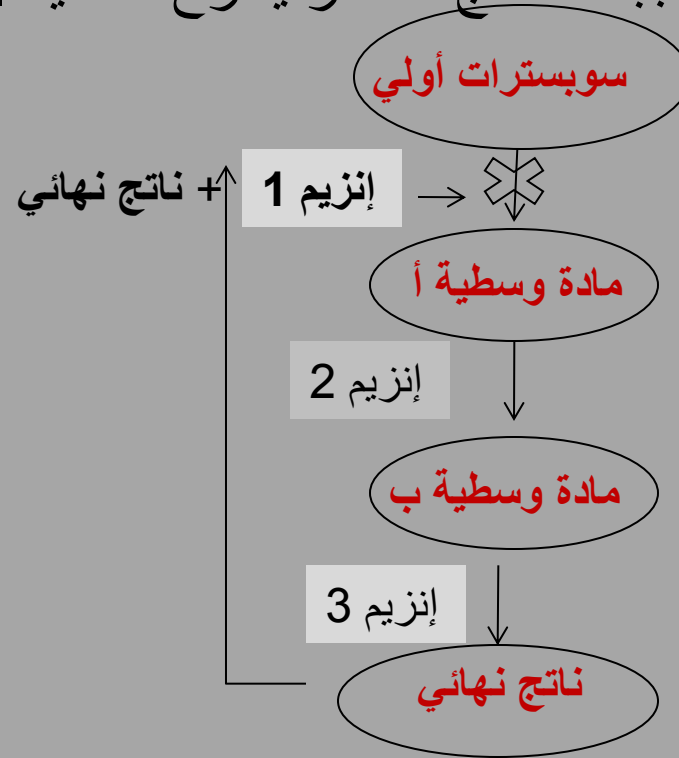 سوبسترات أولي
إنزيم 1 + ناتج نهائي
مادة وسطية أ
إنزيم 2
مادة وسطية ب
إنزيم 3
ناتج نهائي